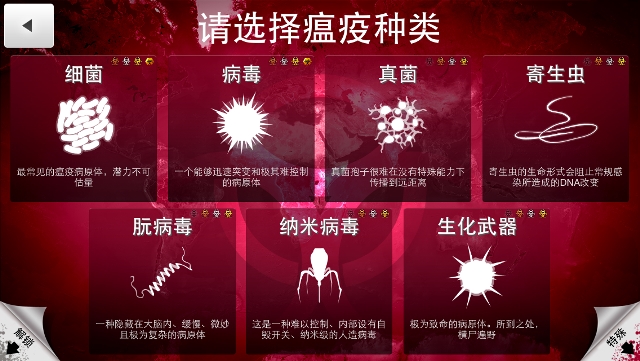 请选择瘟疫种类
细菌
最常见的瘟疫病原体，潜力不可
估量
病毒
一个能够迅速突变和极其难控制
的病原体
真菌
真菌孢子很难在没有特殊能力下
传播到远距离
寄生虫
寄生虫的生命形式会阻止常规感
染所造成的DNA改变
朊病毒
一种隐藏在大脑内、缓慢、微妙
且极为复杂的病原体
纳米病毒
这是一种难以控制、内部设有自
毁开关、纳米级的人造病毒
生化武器
极为致命的病原体。所到之处，
横尸遍野
解锁
特殊